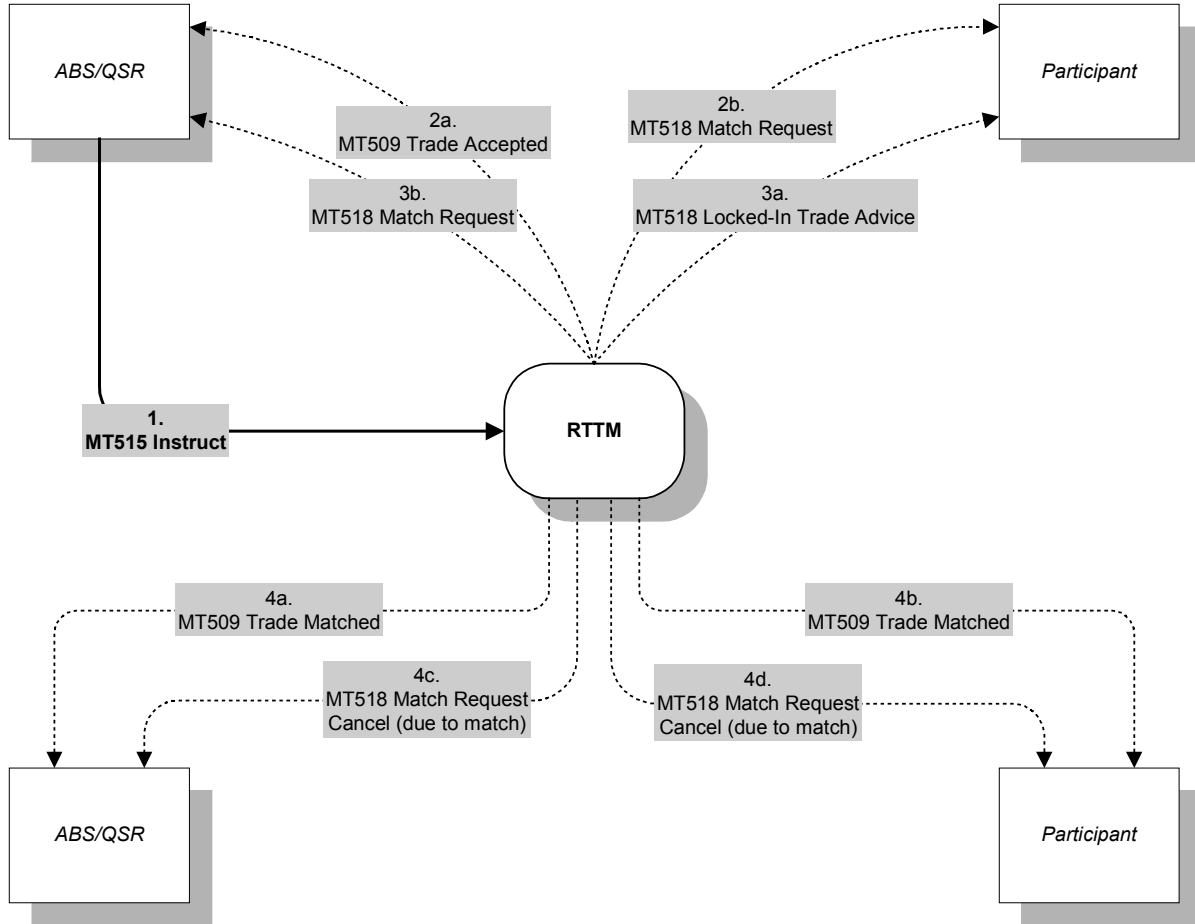 ABS/QSR
Participant
2a.
MT509 Trade Accepted
2b.
MT518 Match Request
3b.
MT518 Match Request
3a.
MT518 Locked-In Trade Advice
1.
MT515 Instruct
RTTM
4a.
MT509 Trade Matched
4b.
MT509 Trade Matched
4c.
MT518 Match Request
Cancel (due to match)
4d.
MT518 Match Request
Cancel (due to match)
ABS/QSR
Participant